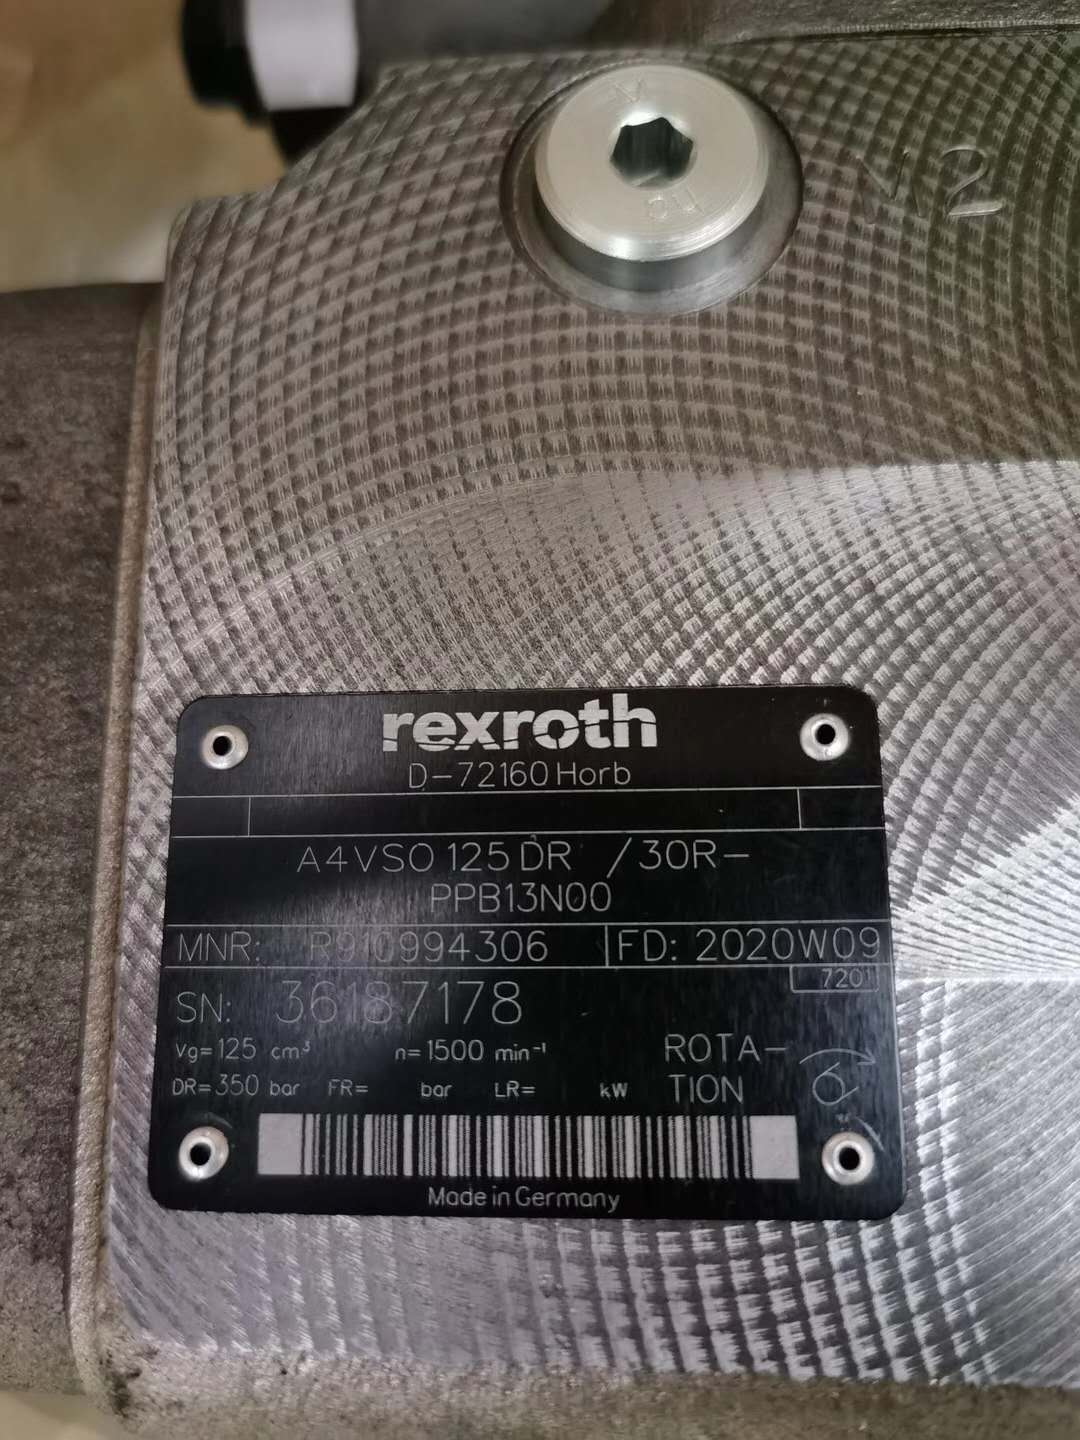 M2
rexroth
D-72160 Horb
A4VSO 125 DR /30R-
PPB13N00
MNR: R910994306 FD: 2020W09
7201
SN: 36187178
Vg=125 cm³ n=1500 min⁻¹
DR=350 bar FR= bar LR= kW
ROTA-
TION
Made in Germany